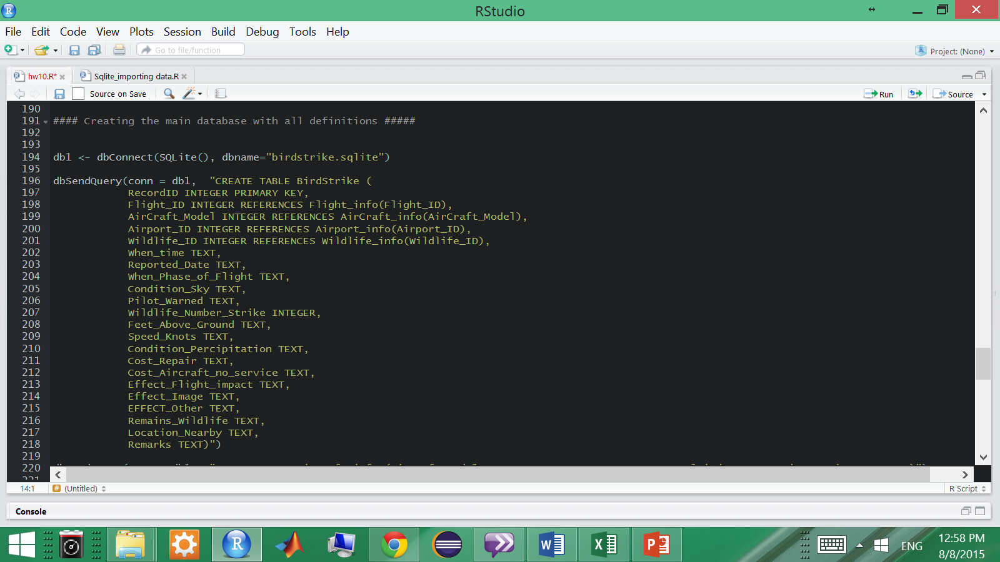 RStudio
File Edit Code View Plots Session Build Debug Tools Help
Go to file/function
Project: (None)
hw10.R*
Sqlite_importing data.R
Source on Save
Run
Source
190
191 #### Creating the main database with all definitions #####
192
193
194 db1 <- dbConnect(SQLite(), dbname="birdstrike.sqlite")
195
196 dbSendQuery(conn = db1,  "CREATE TABLE BirdStrike (
197 RecordID INTEGER PRIMARY KEY,
198 Flight_ID INTEGER REFERENCES Flight_info(Flight_ID),
199 AirCraft_Model INTEGER REFERENCES AirCraft_info(AirCraft_Model),
200 Airport_ID INTEGER REFERENCES Airport_info(Airport_ID),
201 Wildlife_ID INTEGER REFERENCES Wildlife_info(Wildlife_ID),
202 When_time TEXT,
203 Reported_Date TEXT,
204 When_Phase_of_Flight TEXT,
205 Condition_Sky TEXT,
206 Pilot_Warned TEXT,
207 Wildlife_Number_Strike INTEGER,
208 Feet_Above_Ground TEXT,
209 Speed_Knots TEXT,
210 Condition_Percipitation TEXT,
211 Cost_Repair TEXT,
212 Cost_Aircraft_no_service TEXT,
213 Effect_Flight_impact TEXT,
214 Effect_Image TEXT,
215 EFFECT_Other TEXT,
216 Remains_Wildlife TEXT,
217 Location_Nearby TEXT,
218 Remarks TEXT)")
219
220
14:1
(Untitled)
R Script
Console
ENG
12:58 PM
8/8/2015